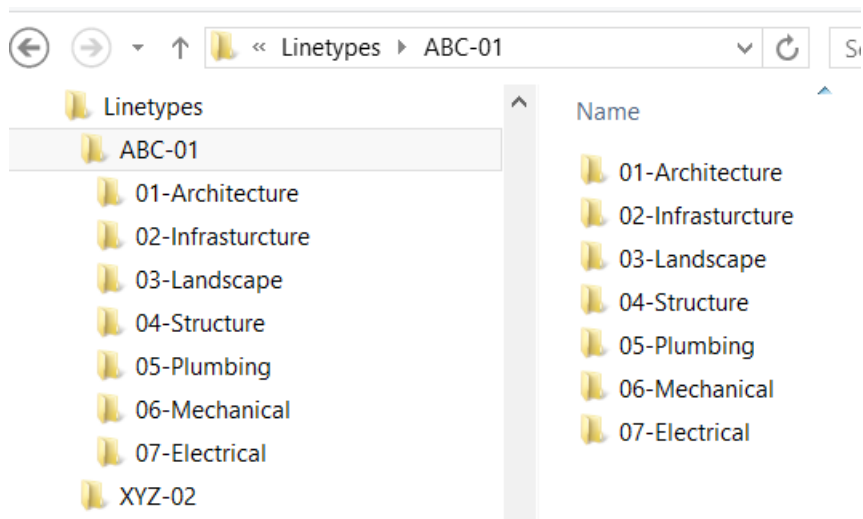 « Linetypes ABC-01
Linetypes
ABC-01
01-Architecture
02-Infrasturcture
03-Landscape
04-Structure
05-Plumbing
06-Mechanical
07-Electrical
XYZ-02
Name
01-Architecture
02-Infrasturcture
03-Landscape
04-Structure
05-Plumbing
06-Mechanical
07-Electrical